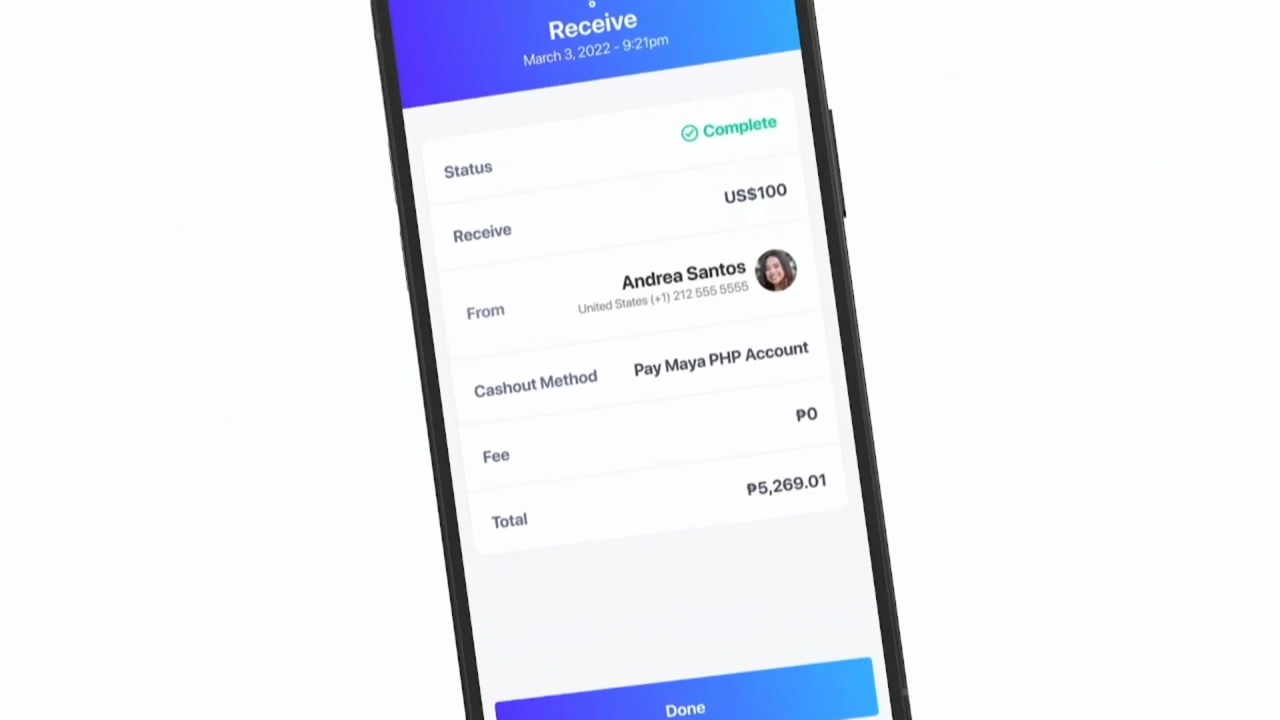 Receive
March 3, 2022 - 9:21pm
Status
Complete
Receive
US$100
From
Andrea Santos
United States (+1) 212 555 5555
Cashout Method
Pay Maya PHP Account
Fee
₱0
Total
₱5,269.01
Done